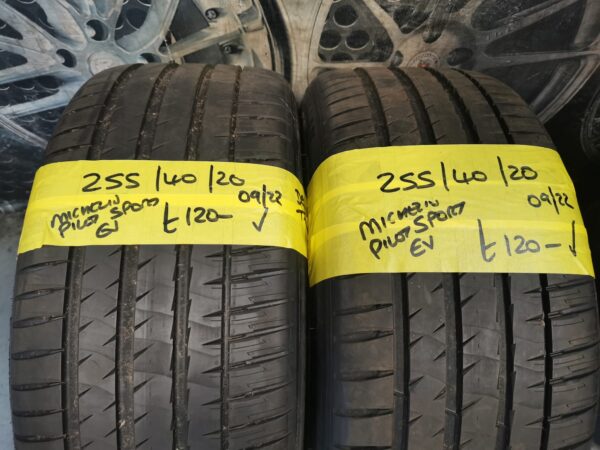 255/40/20
09/22
MICHELIN
PILOT SPORT
EV
£120-
255/40/20
09/22
MICHELIN
PILOT SPORT
EV
£120-